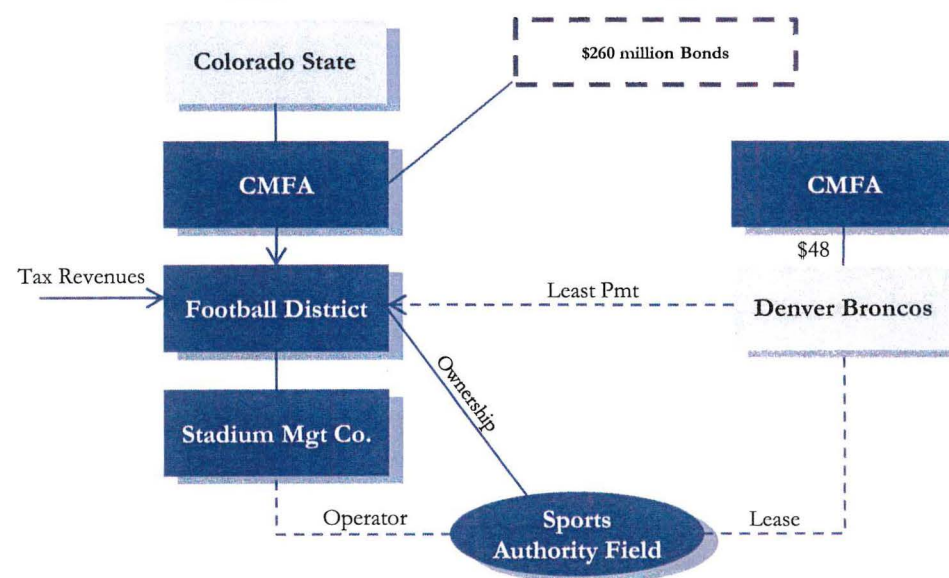 Colorado State
$260 million Bonds
CMFA
CMFA
$48
Tax Revenues
Football District
Least Pmt
Denver Broncos
Ownership
Stadium Mgt Co.
Operator
Sports
Authority Field
Lease